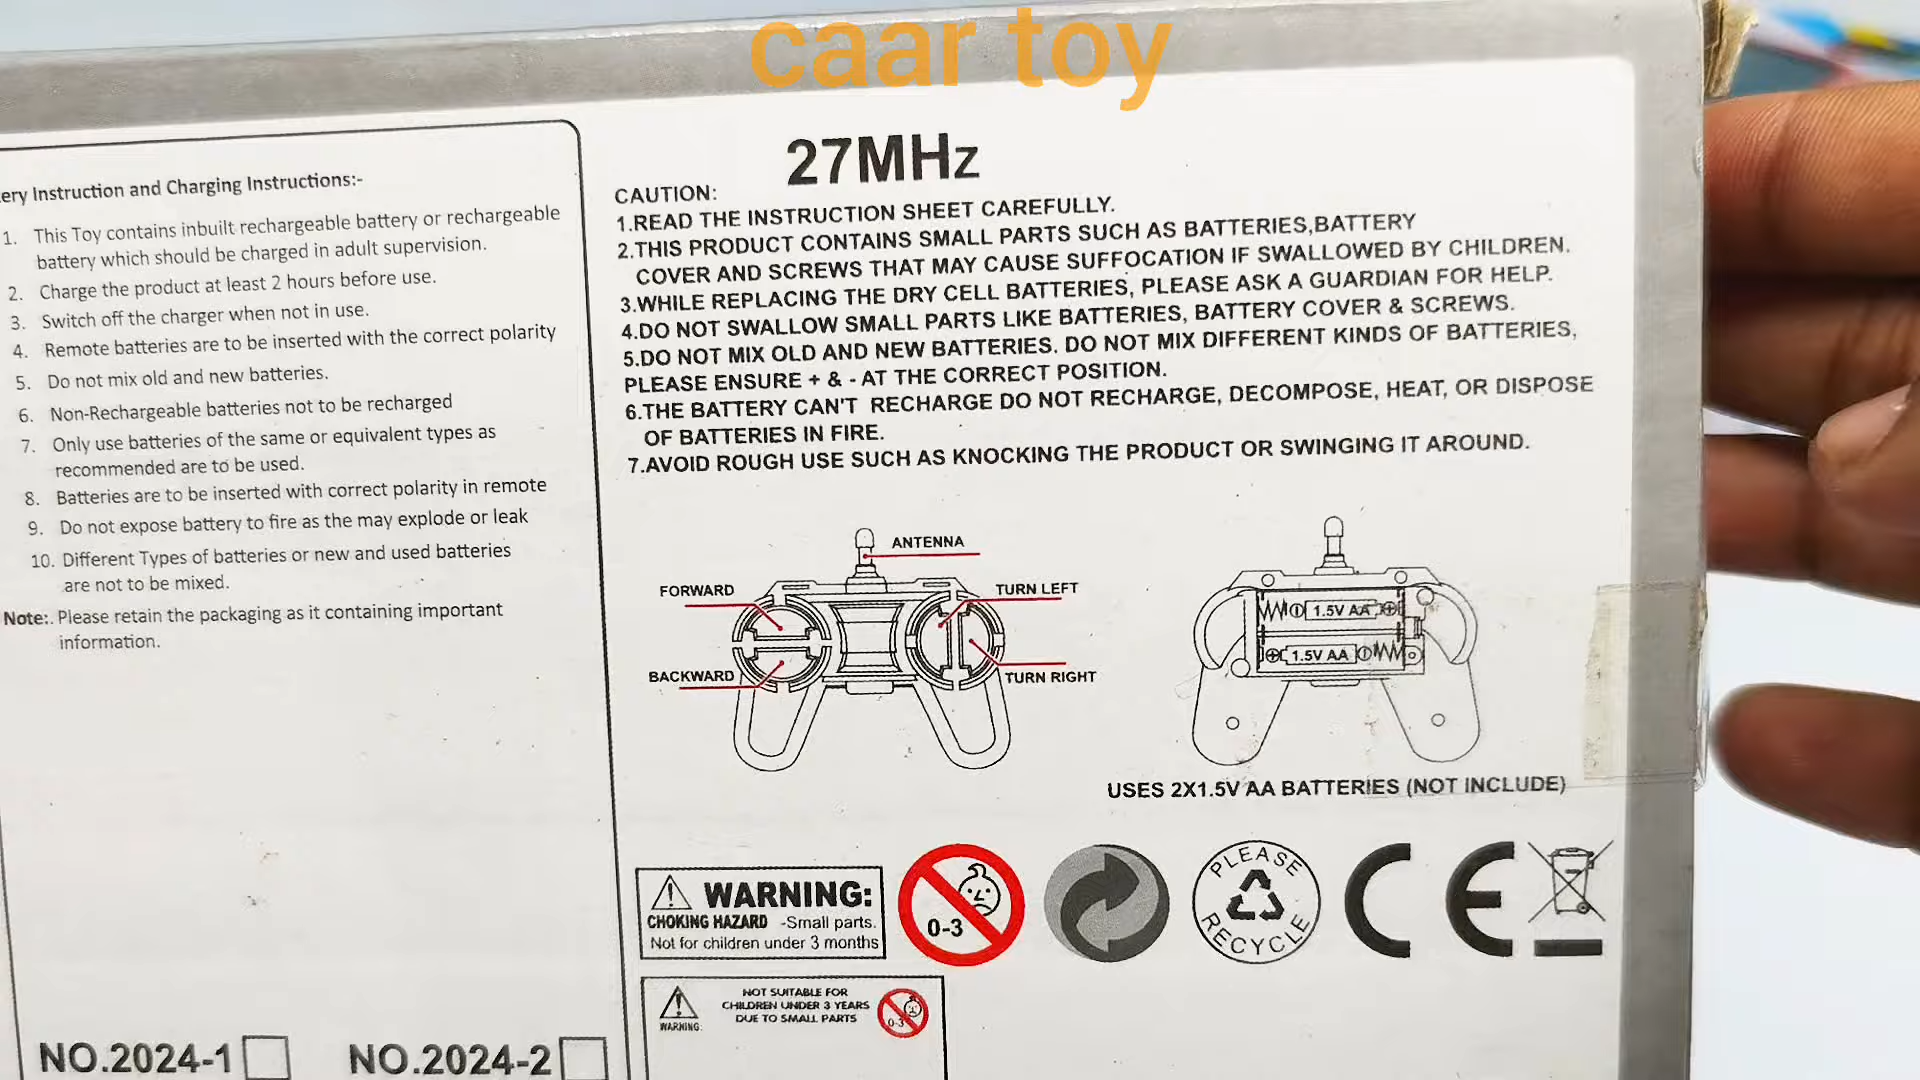 caar toy
Instruction and Charging Instructions:-
1. This Toy contains inbuilt rechargeable battery or rechargeable
battery which should be charged in adult supervision.
2. Charge the product at least 2 hours before use.
3. Switch off the charger when not in use.
4. Remote batteries are to be inserted with the correct polarity
5. Do not mix old and new batteries.
6. Non-Rechargeable batteries not to be recharged
7. Only use batteries of the same or equivalent types as
recommended are to be used.
8. Batteries are to be inserted with correct polarity in remote
9. Do not expose battery to fire as the may explode or leak
10. Different Types of batteries or new and used batteries
are not to be mixed.
Note:. Please retain the packaging as it containing important
information.
NO.2024-1
NO.2024-2
27MHz
CAUTION:
1.READ THE INSTRUCTION SHEET CAREFULLY.
2.THIS PRODUCT CONTAINS SMALL PARTS SUCH AS BATTERIES,BATTERY
COVER AND SCREWS THAT MAY CAUSE SUFFOCATION IF SWALLOWED BY CHILDREN.
3.WHILE REPLACING THE DRY CELL BATTERIES, PLEASE ASK A GUARDIAN FOR HELP.
4.DO NOT SWALLOW SMALL PARTS LIKE BATTERIES, BATTERY COVER & SCREWS.
5.DO NOT MIX OLD AND NEW BATTERIES. DO NOT MIX DIFFERENT KINDS OF BATTERIES,
PLEASE ENSURE + & - AT THE CORRECT POSITION.
6.THE BATTERY CAN'T RECHARGE DO NOT RECHARGE, DECOMPOSE, HEAT, OR DISPOSE
OF BATTERIES IN FIRE.
7.AVOID ROUGH USE SUCH AS KNOCKING THE PRODUCT OR SWINGING IT AROUND.
ANTENNA
FORWARD
TURN LEFT
BACKWARD
TURN RIGHT
1.5V AA
1.5V AA
USES 2X1.5V AA BATTERIES (NOT INCLUDE)
WARNING:
CHOKING HAZARD -Small parts.
Not for children under 3 months
0-3
PLEASE
RECYCLE
CE
WARNING:
NOT SUITABLE FOR
CHILDREN UNDER 3 YEARS
DUE TO SMALL PARTS
0-3